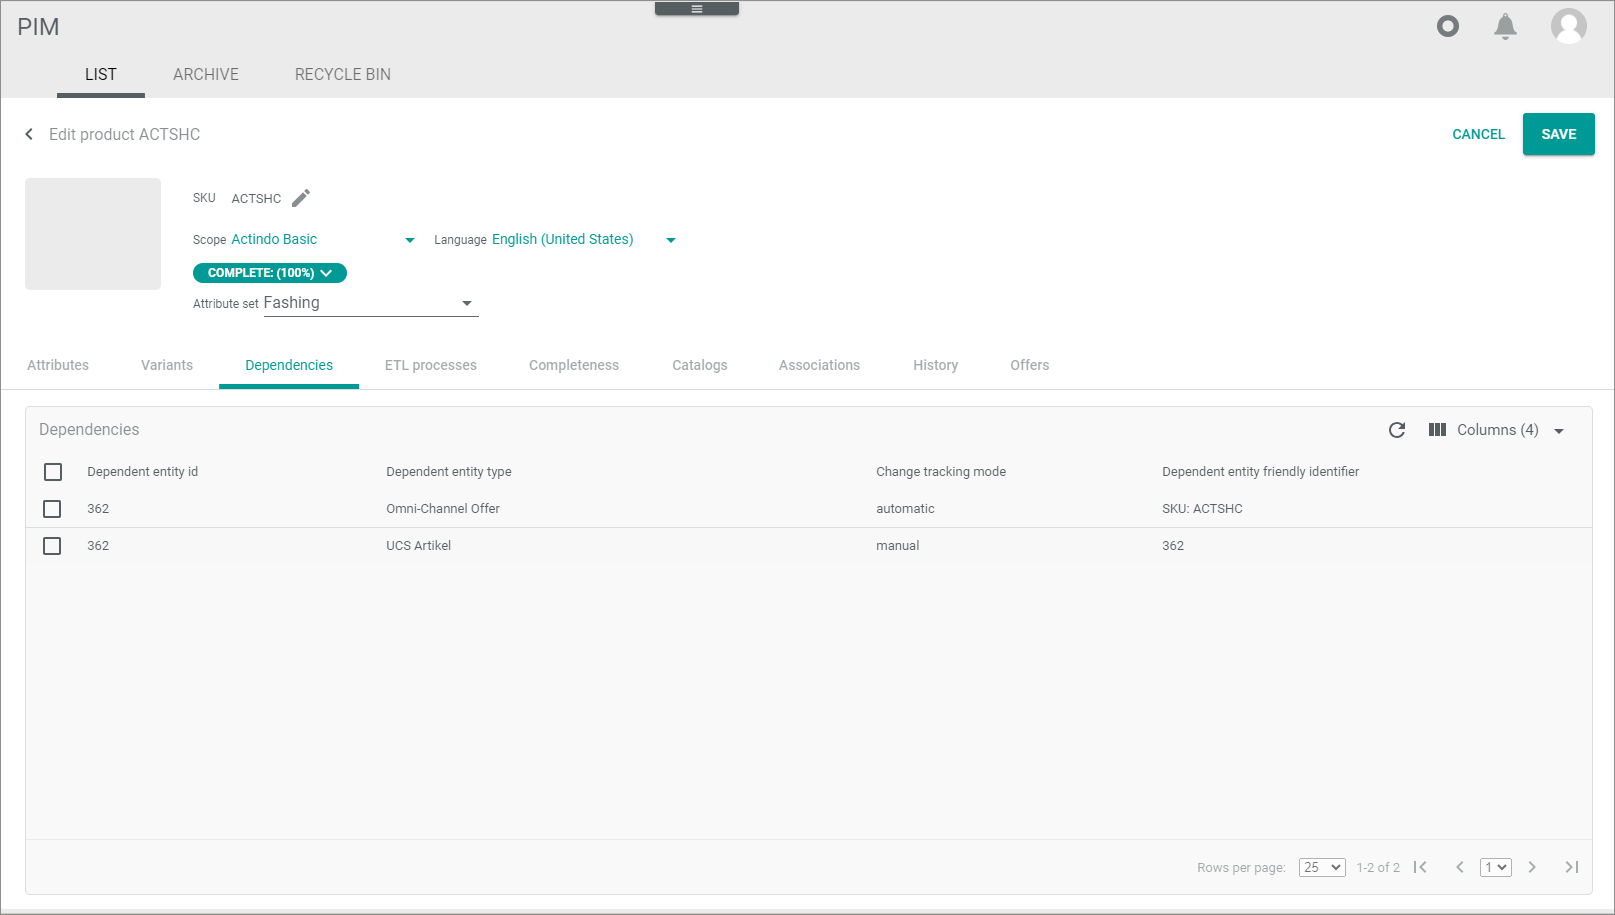 PIM
LIST ARCHIVE RECYCLE BIN
Edit product ACTSHC CANCEL SAVE
SKU ACTSHC
Scope Actindo Basic Language English (United States)
COMPLETE: (100%)
Attribute set Fashing
Attributes Variants Dependencies ETL processes Completeness Catalogs Associations History Offers
Dependencies Columns (4)
Dependent entity id Dependent entity type Change tracking mode Dependent entity friendly identifier
362 Omni-Channel Offer automatic SKU: ACTSHC
362 UCS Artikel manual 362
Rows per page: 25 1-2 of 2 1